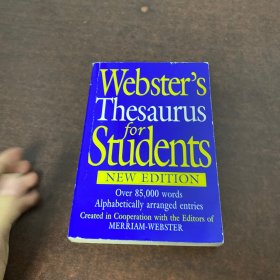 Webster's
Thesaurus
for
Students
NEW EDITION
Over 85,000 words
Alphabetically arranged entries
Created in Cooperation with the Editors of
MERRIAM-WEBSTER